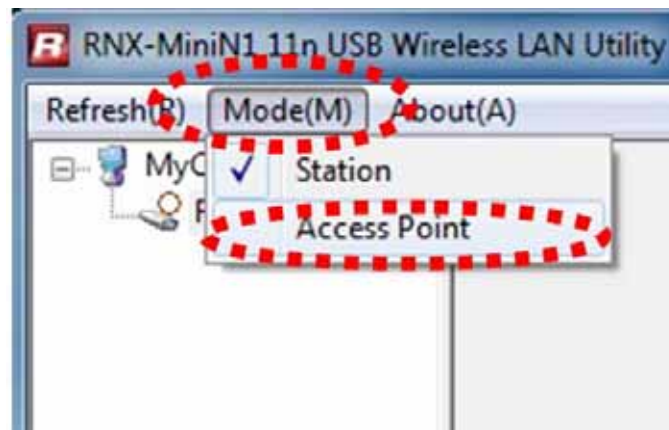 RNX-MiniN1 11n USB Wireless LAN Utility
Refresh(R) Mode(M) About(A)
Station
Access Point